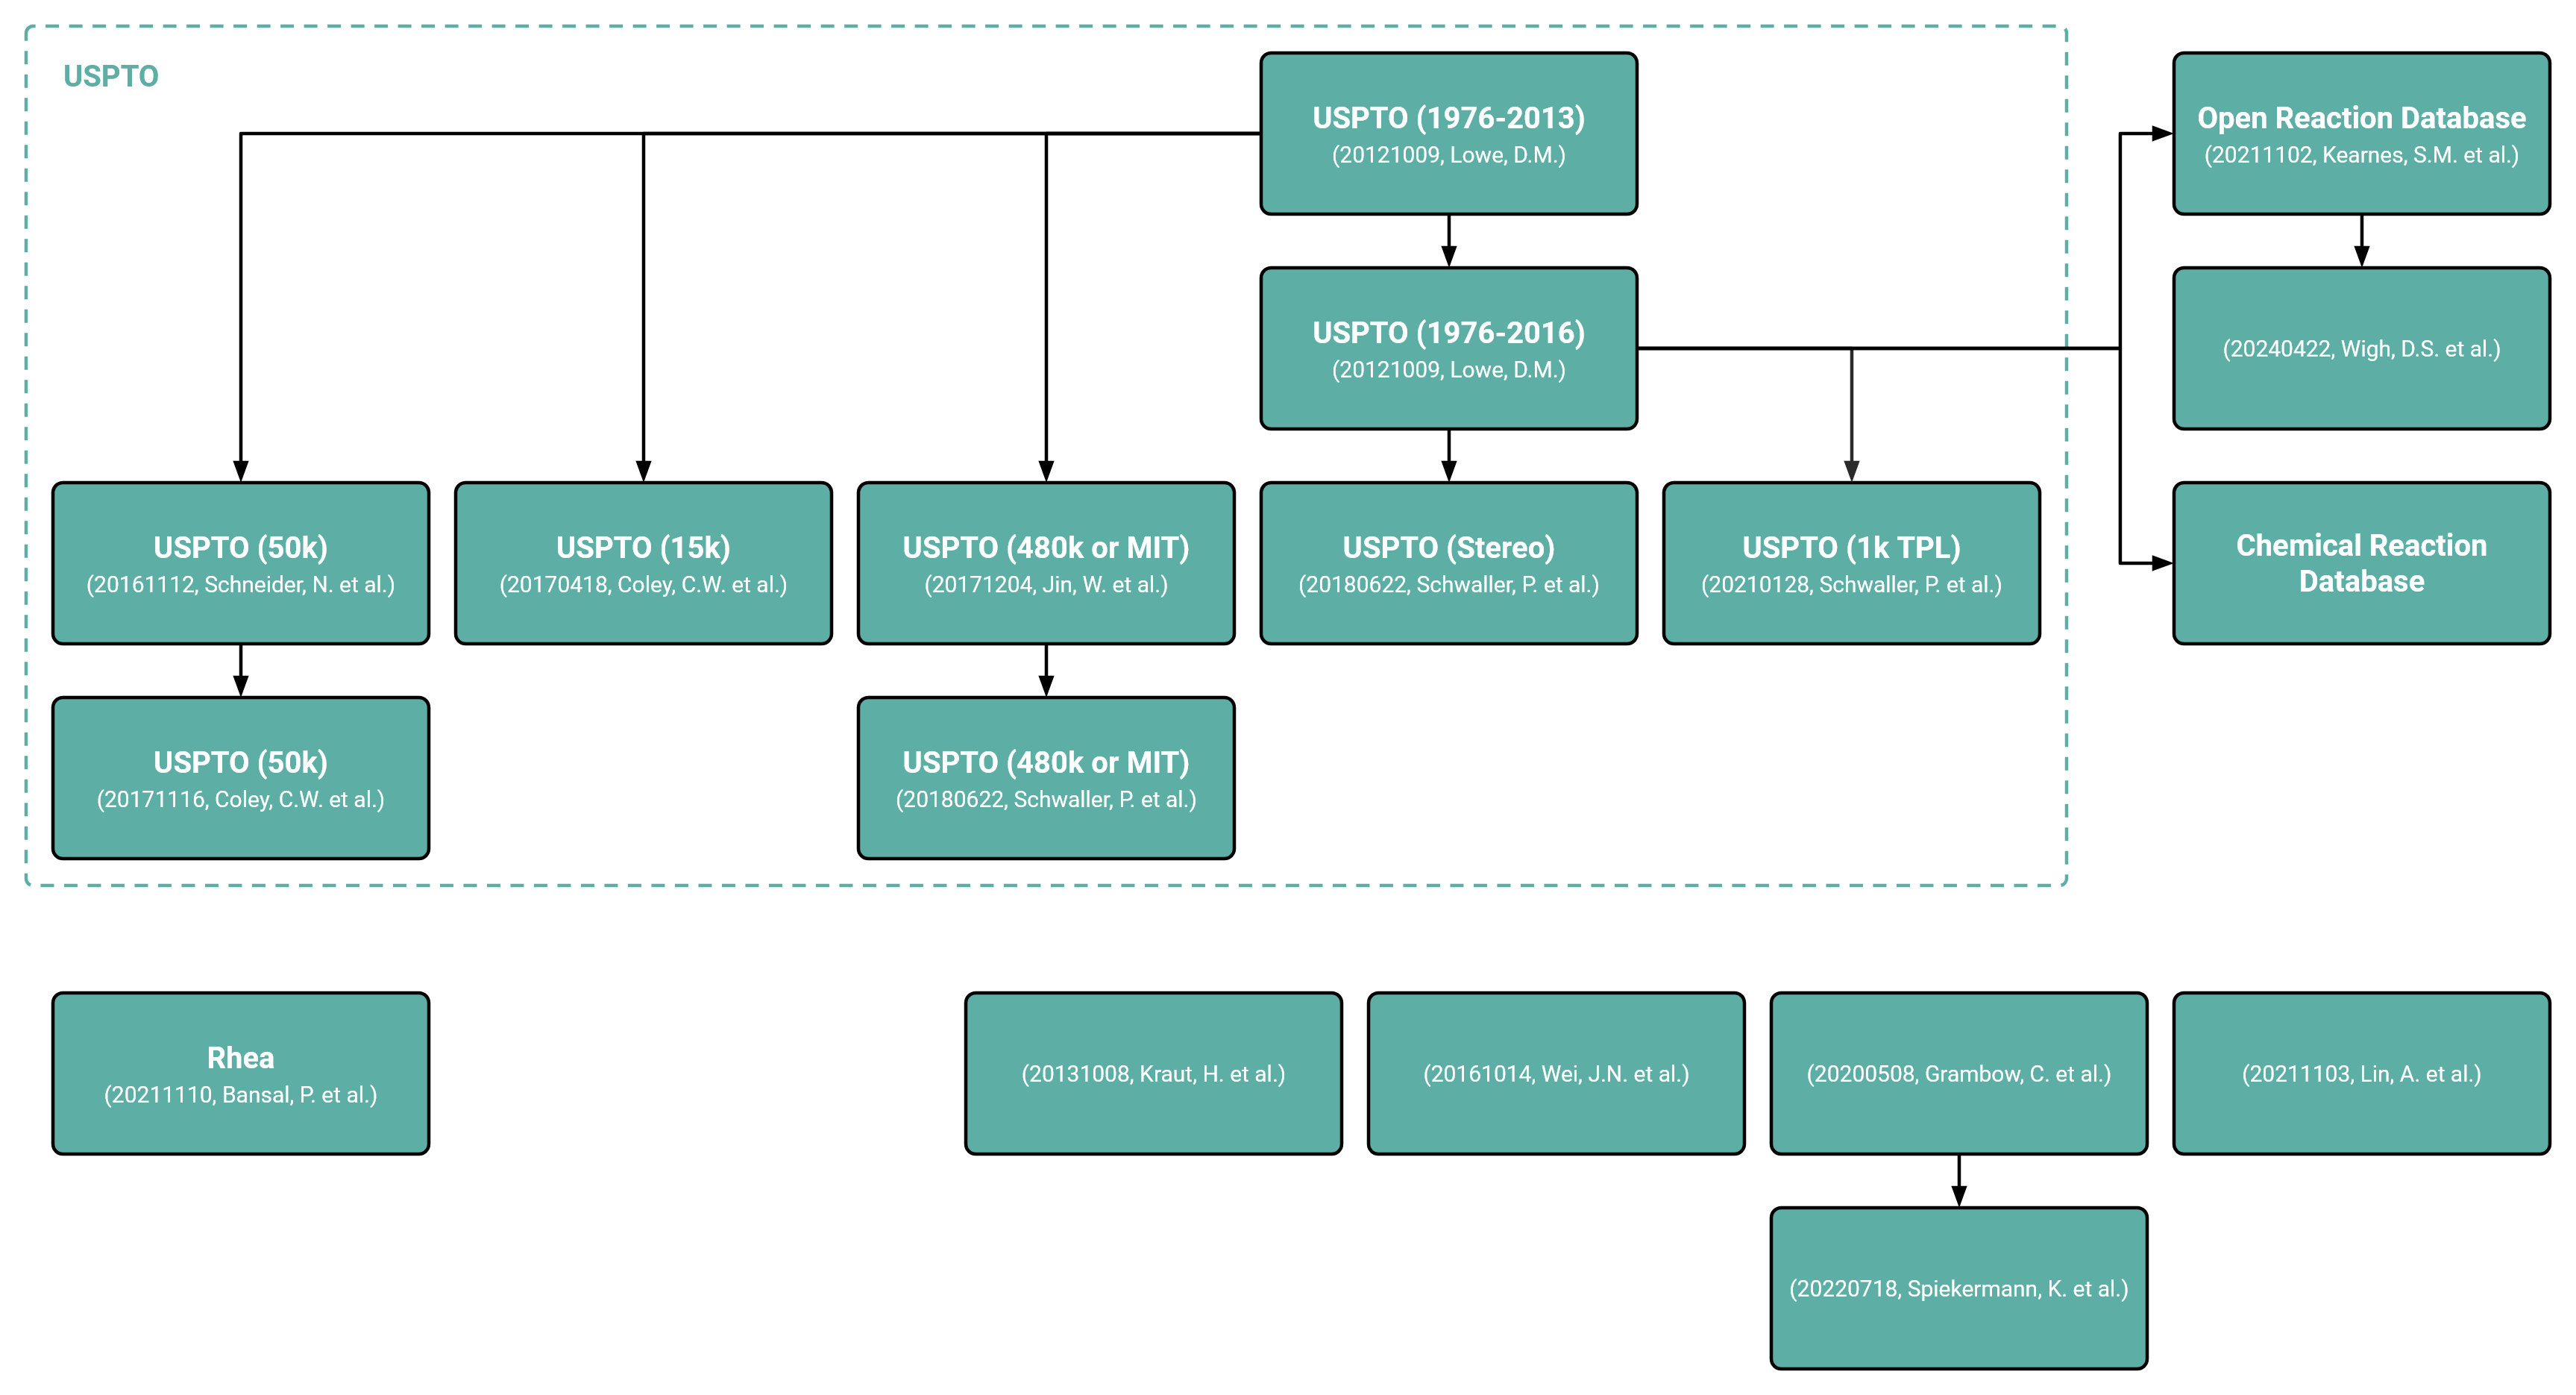 USPTO
USPTO (1976-2013)
(20121009, Lowe, D.M.)
Open Reaction Database
(20211102, Kearnes, S.M. et al.)
USPTO (1976-2016)
(20121009, Lowe, D.M.)
(20240422, Wigh, D.S. et al.)
USPTO (50k)
(20161112, Schneider, N. et al.)
USPTO (15k)
(20170418, Coley, C.W. et al.)
USPTO (480k or MIT)
(20171204, Jin, W. et al.)
USPTO (Stereo)
(20180622, Schwaller, P. et al.)
USPTO (1k TPL)
(20210128, Schwaller, P. et al.)
Chemical Reaction
Database
USPTO (50k)
(20171116, Coley, C.W. et al.)
USPTO (480k or MIT)
(20180622, Schwaller, P. et al.)
Rhea
(20211110, Bansal, P. et al.)
(20131008, Kraut, H. et al.)
(20161014, Wei, J.N. et al.)
(20200508, Grambow, C. et al.)
(20211103, Lin, A. et al.)
(20220718, Spiekermann, K. et al.)